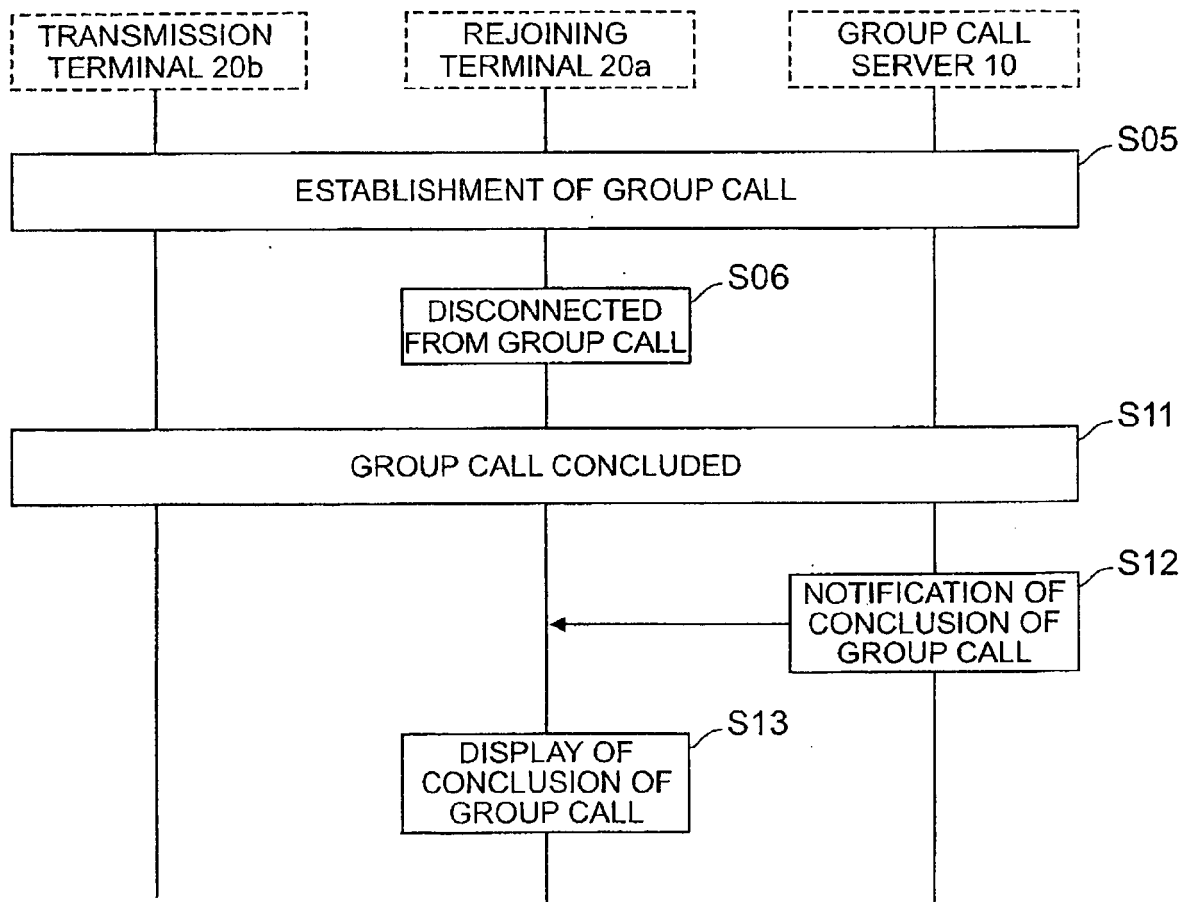 TRANSMISSION
TERMINAL 20b
REJOINING
TERMINAL 20a
GROUP CALL
SERVER 10
S05
ESTABLISHMENT OF GROUP CALL
S06
DISCONNECTED
FROM GROUP CALL
S11
GROUP CALL CONCLUDED
S12
NOTIFICATION OF
CONCLUSION OF
GROUP CALL
S13
DISPLAY OF
CONCLUSION OF
GROUP CALL